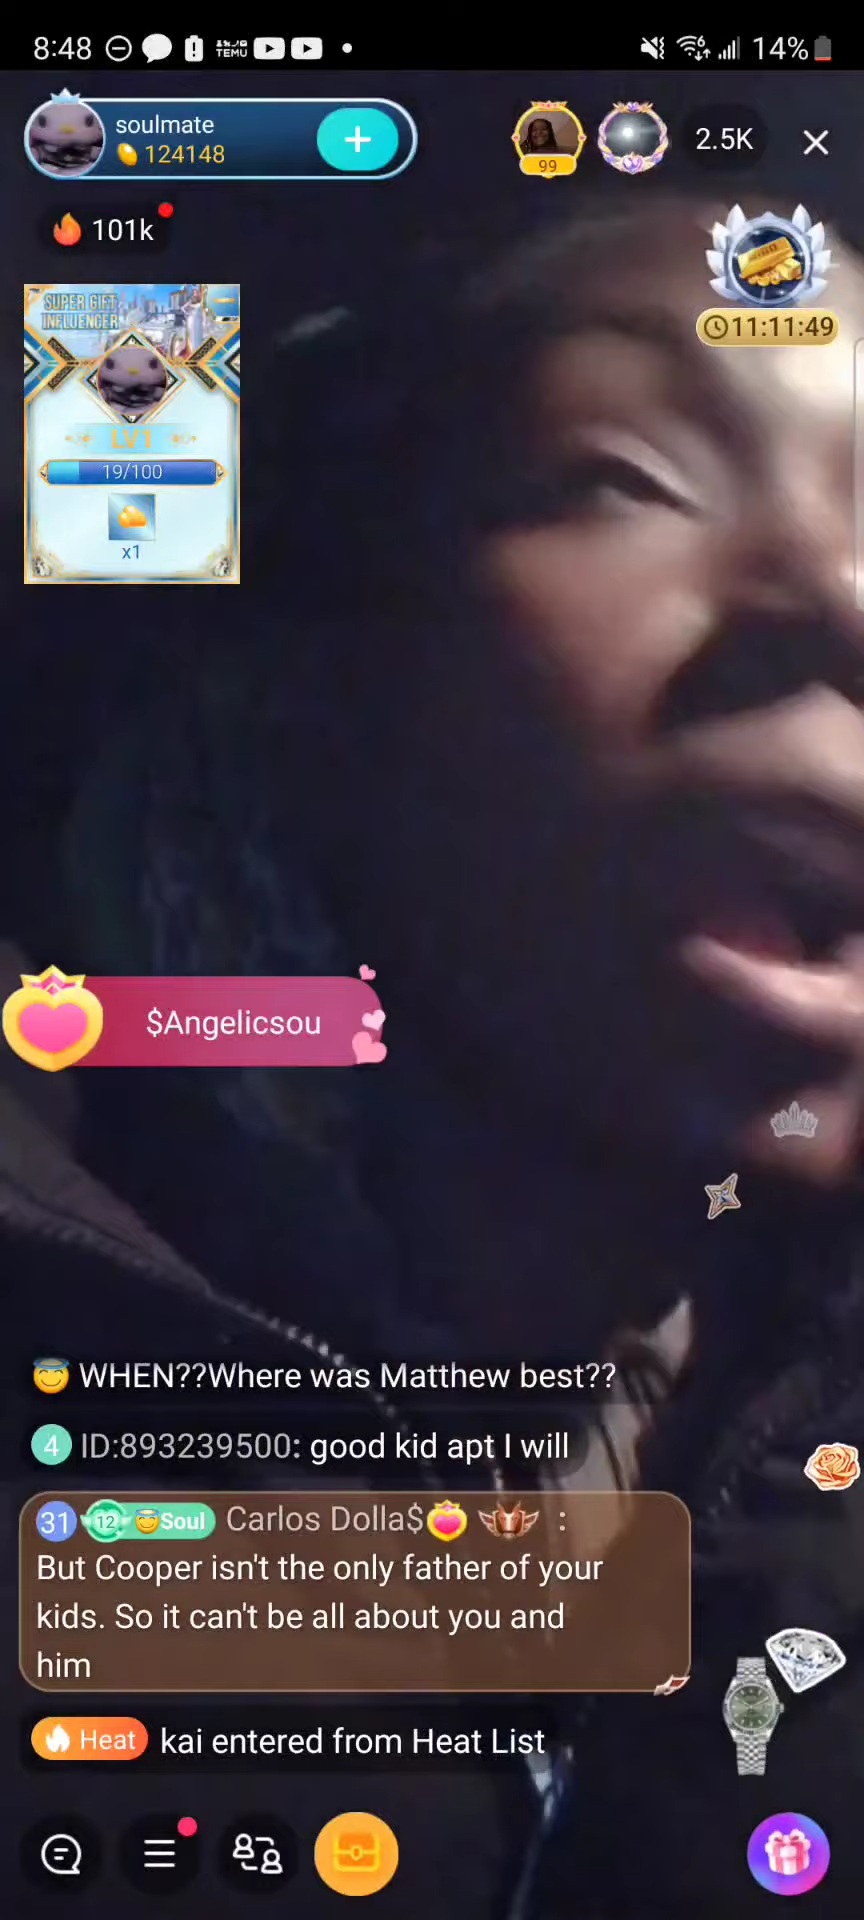 8:48
TEMU
14%
soulmate
124148
99
2.5K
101k
SUPER GIFT
INFLUENCER
11:11:49
LV1
19/100
x1
$Angelicsou
😇 WHEN??Where was Matthew best??
4 ID:893239500: good kid apt I will
31 12 😇Soul Carlos Dolla$ :
But Cooper isn't the only father of your
kids. So it can't be all about you and
him
Heat kai entered from Heat List